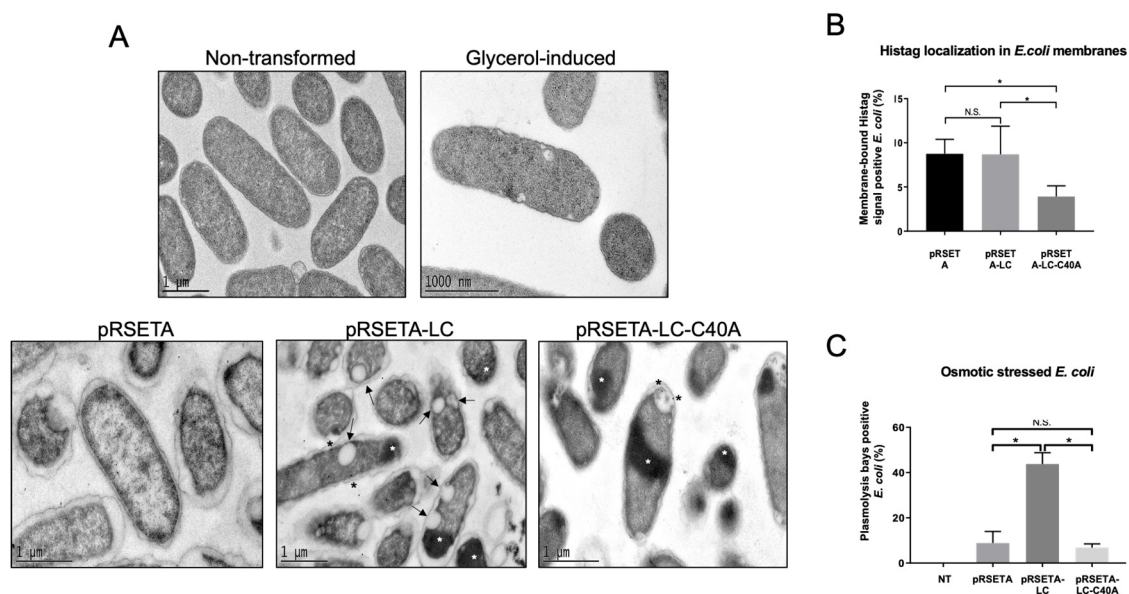 A
Non-transformed
Glycerol-induced
1 μm
1000 nm
pRSETA
pRSETA-LC
pRSETA-LC-C40A
*
*
*
*
*
*
*
*
*
*
*
1 μm
1 μm
1 μm
B
Histag localization in E.coli membranes
Membrane-bound Histag
signal positive E. coli (%)
15
10
5
0
*
*
N.S.
pRSET
A
pRSET
A-LC
pRSET
A-LC-C40A
C
Osmotic stressed E. coli
Plasmolysis bays positive
E. coli (%)
60
40
20
0
N.S.
*
*
NT
pRSETA
pRSETA-
LC
pRSETA-
LC-C40A